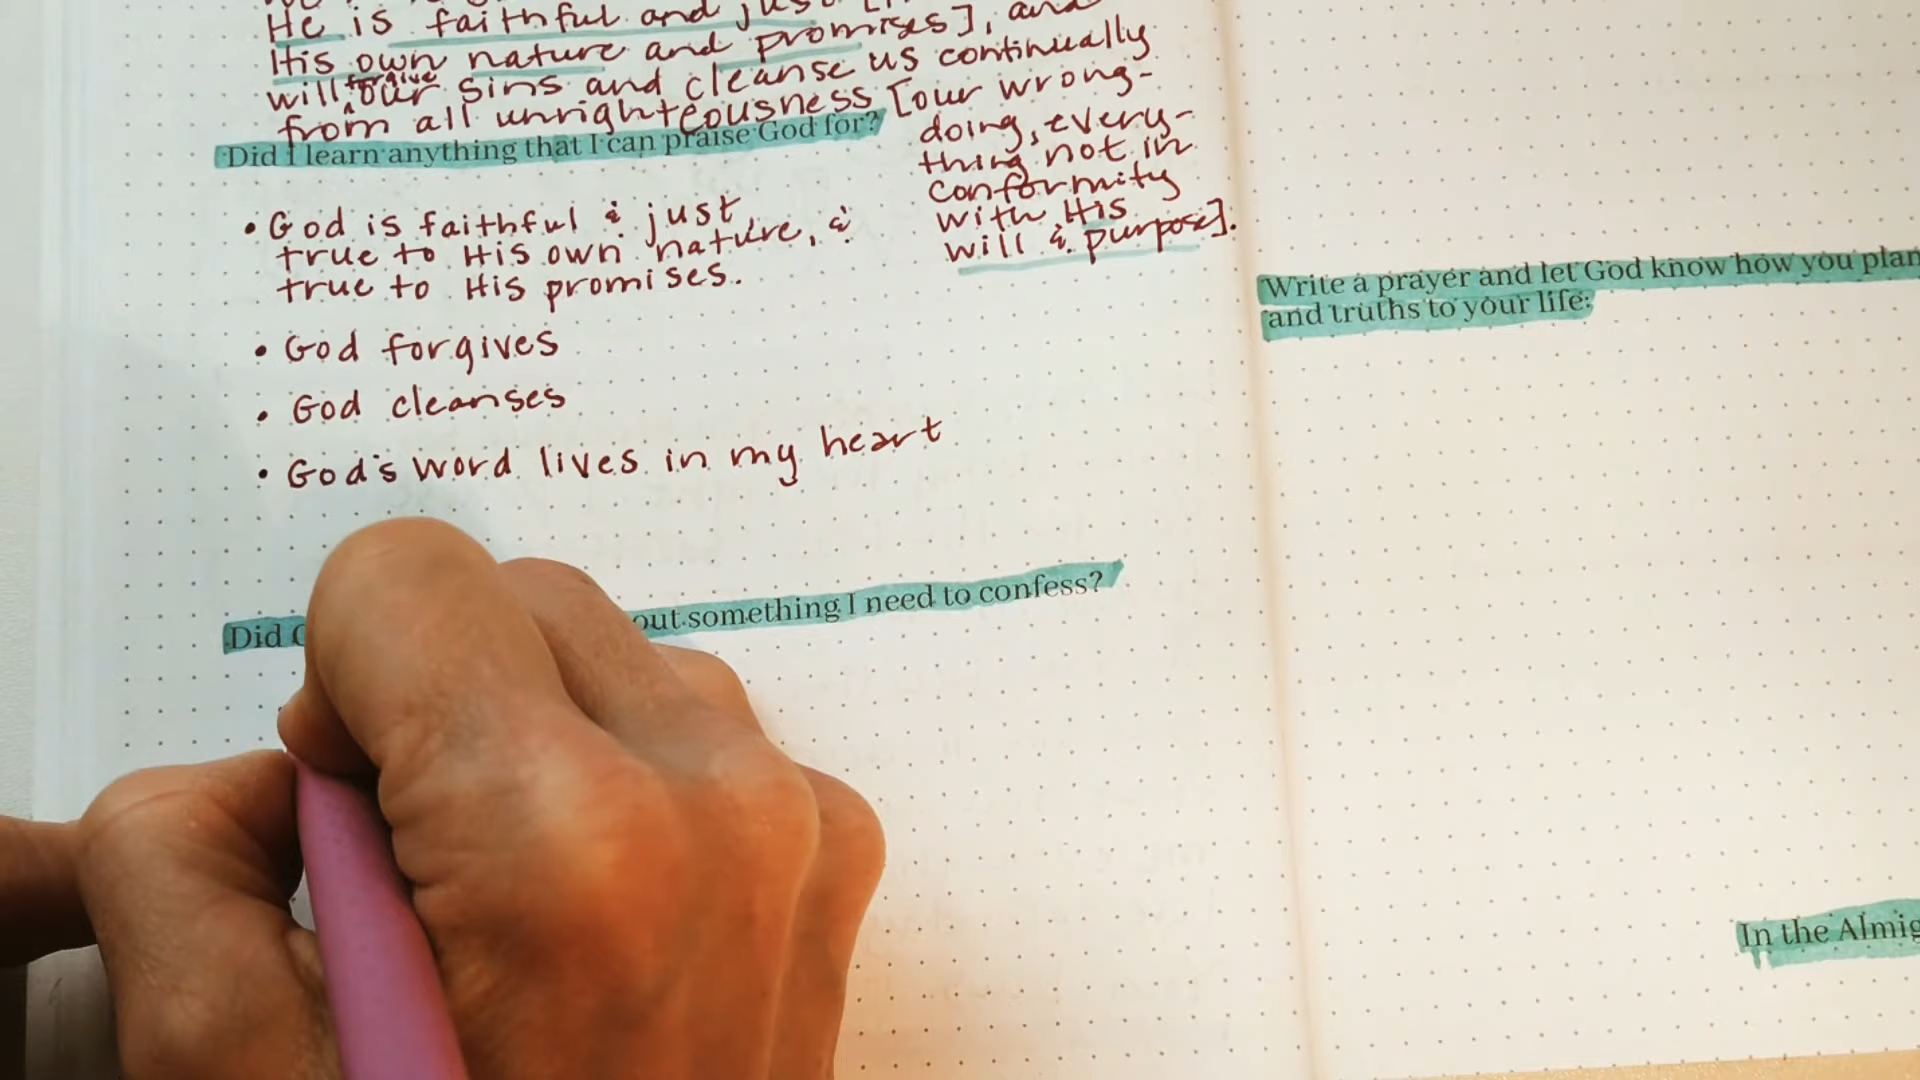 He is faithful and
His own nature and promises], and
will forgive our sins and cleanse us continually
from all unrighteousness [our wrong-
doing, every-
thing not in
conformity
with His
will & purpose].
Did I learn anything that I can praise God for?
• God is faithful & just,
true to His own nature, &
true to His promises.
• God forgives
• God cleanses
• God's word lives in my heart
Did out something I need to confess?
Write a prayer and let God know how you plan
and truths to your life:
In the Almig